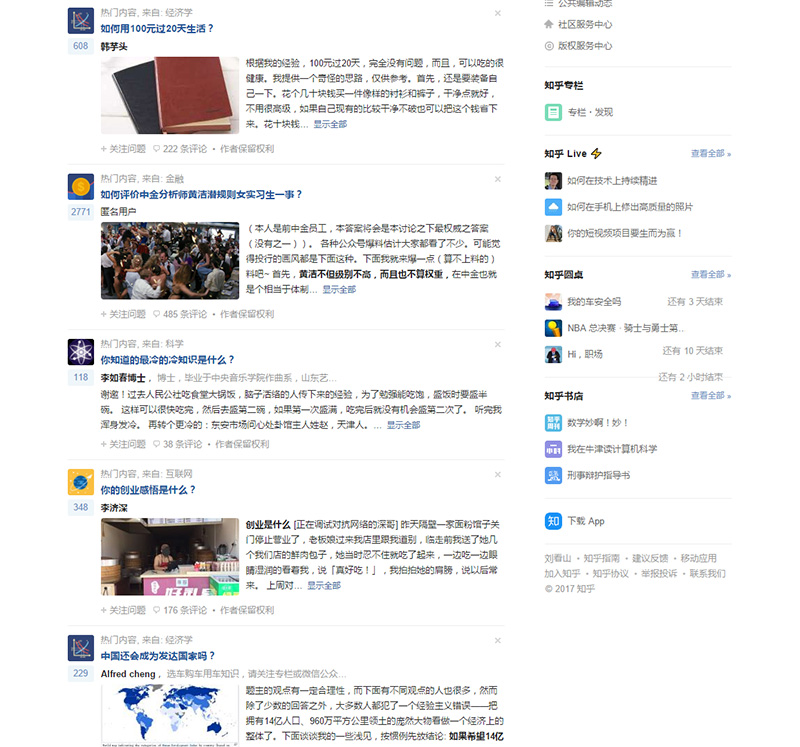 热门内容, 来自: 经济学
如何用100元过20天生活？
608
韩芋头
根据我的经验，100元过20天，完全没有问题，而且，可以吃的很
健康。我提供一个奇怪的思路，仅供参考。首先，还是要装备自
己一下。花个几十块钱买一件像样的衬衫和裤子，干净点就好，
不用很高级，如果自己现有的比较干净不破也可以把这个钱省下
来。花十块钱... 显示全部
+ 关注问题 222 条评论 • 作者保留权利
热门内容, 来自: 金融
如何评价中金分析师黄洁潜规则女实习生一事？
2771
匿名用户
（本人是前中金员工，本答案将会是本讨论之下最权威之答案
（没有之一））。 各种公众号爆料估计大家都看了不少。可能觉
得投行的画风都是下面这种。下面我就来爆一点（算不上料的）
料吧~ 首先，黄洁不但级别不高，而且也不算权重，在中金也就
是个相当于体制... 显示全部
+ 关注问题 485 条评论 • 作者保留权利
热门内容, 来自: 科学
你知道的最冷的冷知识是什么？
118
李如春博士，博士，毕业于中央音乐学院作曲系，山东艺...
谢邀！过去人民公社吃食堂大锅饭，脑子活络的人传下来的经验，为了勉强能吃饱，盛饭时要盛半
碗。 这样可以很快吃完，然后去盛第二碗，如果第一次盛满，吃完后就没有机会盛第二次了。 听完我
浑身发冷。 再转个更冷的：东安市场问心处卦馆主人姓赵，天津人。... 显示全部
+ 关注问题 38 条评论 • 作者保留权利
热门内容, 来自: 互联网
你的创业感悟是什么？
348
李济深
创业是什么 [正在调试对抗网络的深哥] 昨天隔壁一家面粉馆子关
门停止营业了，老板娘过来我店里跟我道别，临走前我送了她几
个我们店的鲜肉包子，她当时忍不住就吃了起来，一边吃一边眼
睛湿润的看着我，说「真好吃！」，我拍拍她的肩膀，说以后常
来。 上周对... 显示全部
+ 关注问题 176 条评论 • 作者保留权利
热门内容, 来自: 经济学
中国还会成为发达国家吗？
229
Alfred cheng，选车购车用车知识，请关注专栏或微信公众...
题主的观点有一定合理性，而下面有不同观点的人也很多，然而
除了少数的回答之外，大多数人都犯了一个经验主义错误——把
拥有14亿人口、960万平方公里领土的庞然大物看做一个经济上的
整体了。下面谈谈我的一些浅见，按惯例先放结论: 如果希望14亿
公共编辑动态
社区服务中心
版权服务中心
知乎专栏
专栏 · 发现
知乎 Live 查看全部 »
如何在技术上持续精进
如何在手机上修出高质量的照片
你的短视频项目要生而为赢！
知乎圆桌 查看全部 »
我的车安全吗 还有 3 天结束
NBA 总决赛 · 骑士与勇士第..
还有 10 天结束
Hi，职场
还有 2 小时结束
知乎书店 查看全部 »
数学妙啊！妙！
我在牛津读计算机科学
刑事辩护指导书
下载 App
刘看山 • 知乎指南 • 建议反馈 • 移动应用
加入知乎 • 知乎协议 • 举报投诉 • 联系我们
© 2017 知乎